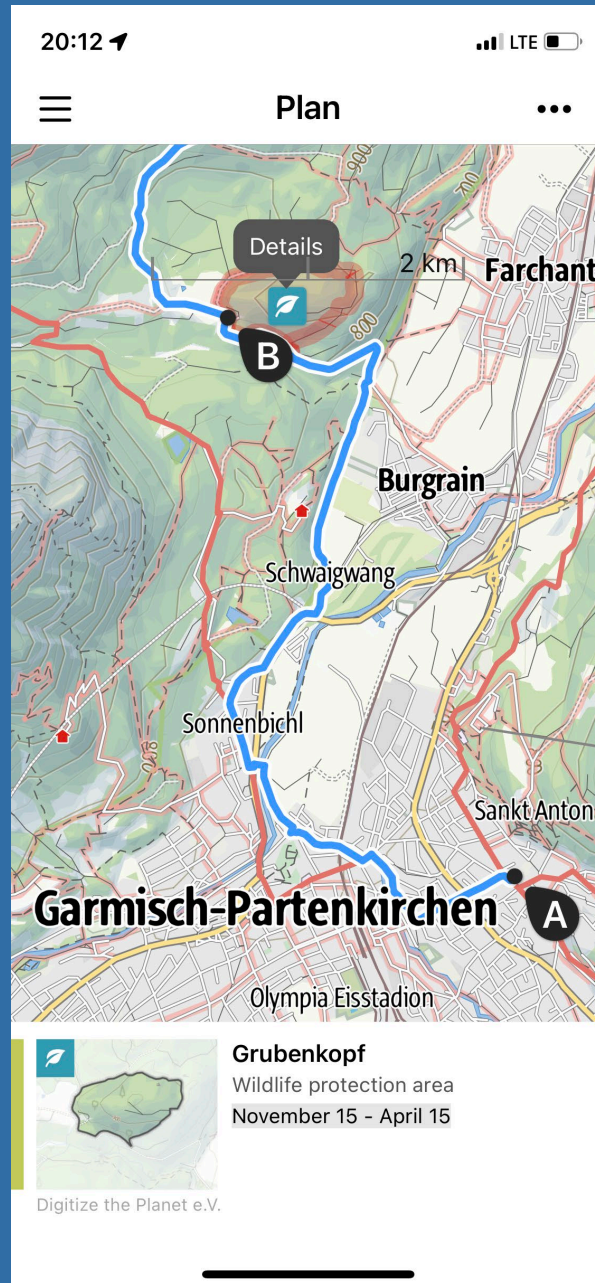 20:12
LTE
Plan
900
700
Details
2 km
Farchant
800
B
Burgrain
Schwaigwang
Sonnenbichl
Sankt Anton
Garmisch-Partenkirchen
A
Olympia Eisstadion
Grubenkopf
Wildlife protection area
November 15 - April 15
Digitize the Planet e.V.